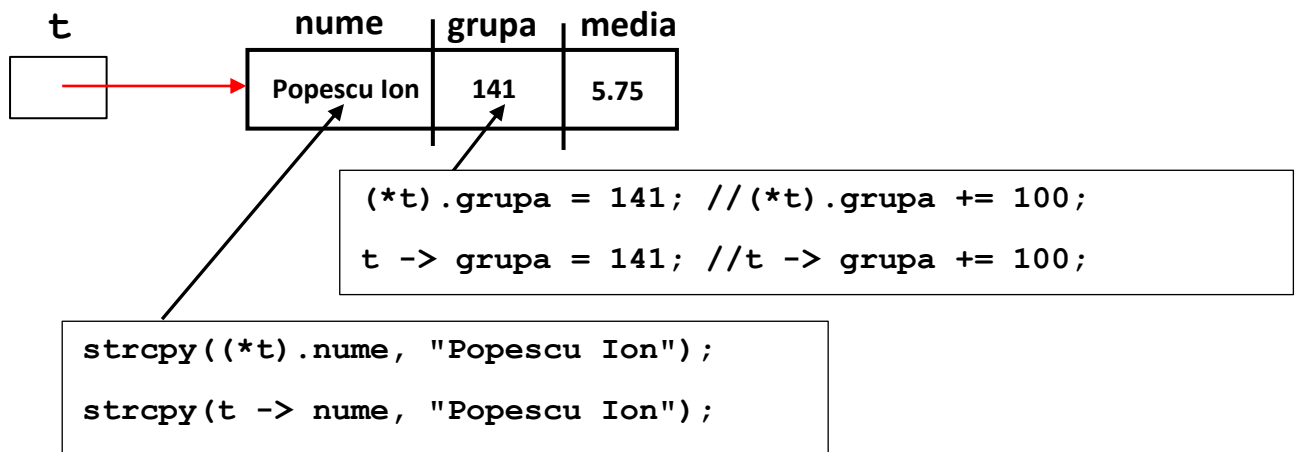 t nume grupa media
Popescu Ion 141 5.75
(*t).grupa = 141; //(*t).grupa += 100;
t -> grupa = 141; //t -> grupa += 100;
strcpy((*t).nume, "Popescu Ion");
strcpy(t -> nume, "Popescu Ion");